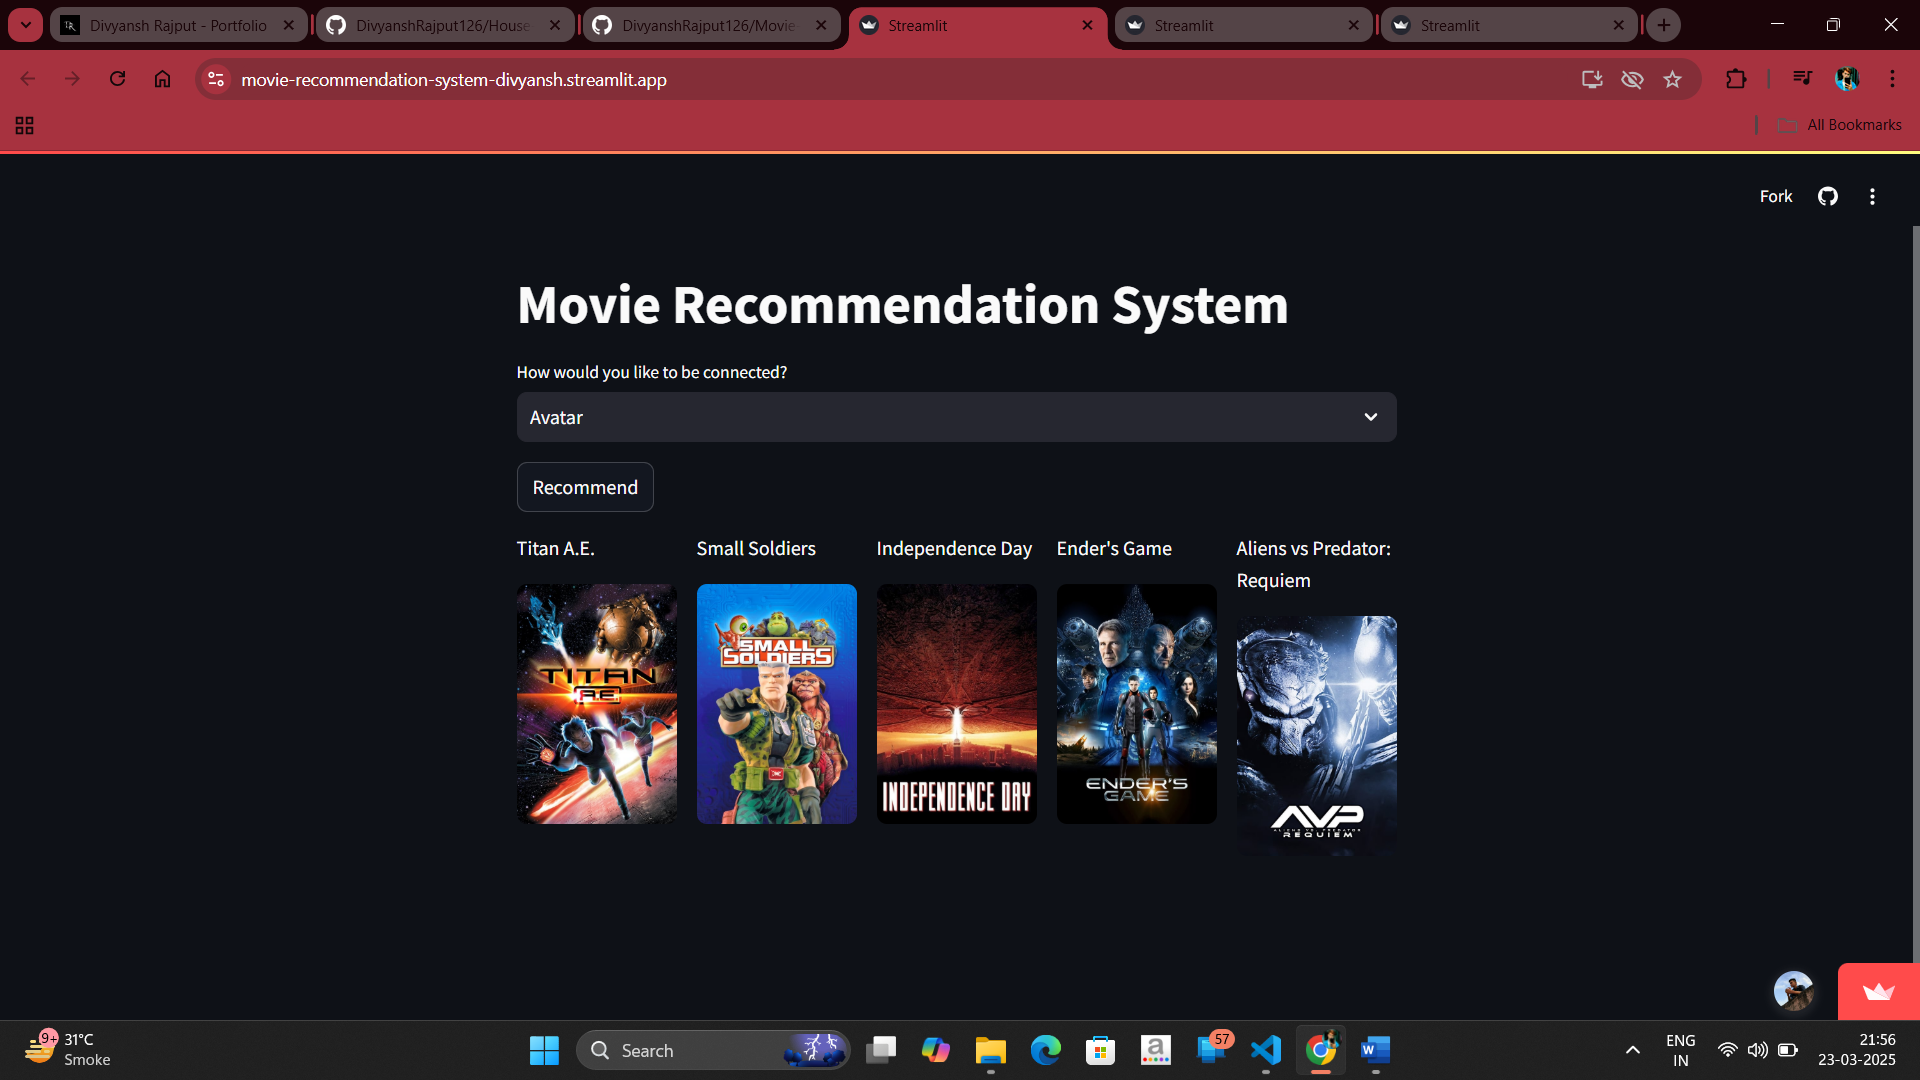 Divyansh Rajput - Portfolio
DivyanshRajput126/House
DivyanshRajput126/Movie
Streamlit
Streamlit
Streamlit
movie-recommendation-system-divyansh.streamlit.app
All Bookmarks
Fork
Movie Recommendation System
How would you like to be connected?
Avatar
Recommend
Titan A.E.
Small Soldiers
Independence Day
Ender's Game
Aliens vs Predator:
Requiem
TITAN
A.E.
SMALL
SOLDIERS
INDEPENDENCE DAY
ENDER'S
GAME
AVP
ALIENS VS. PREDATOR
REQUIEM
9+
31°C
Smoke
Search
a
57
W
ENG
IN
21:56
23-03-2025